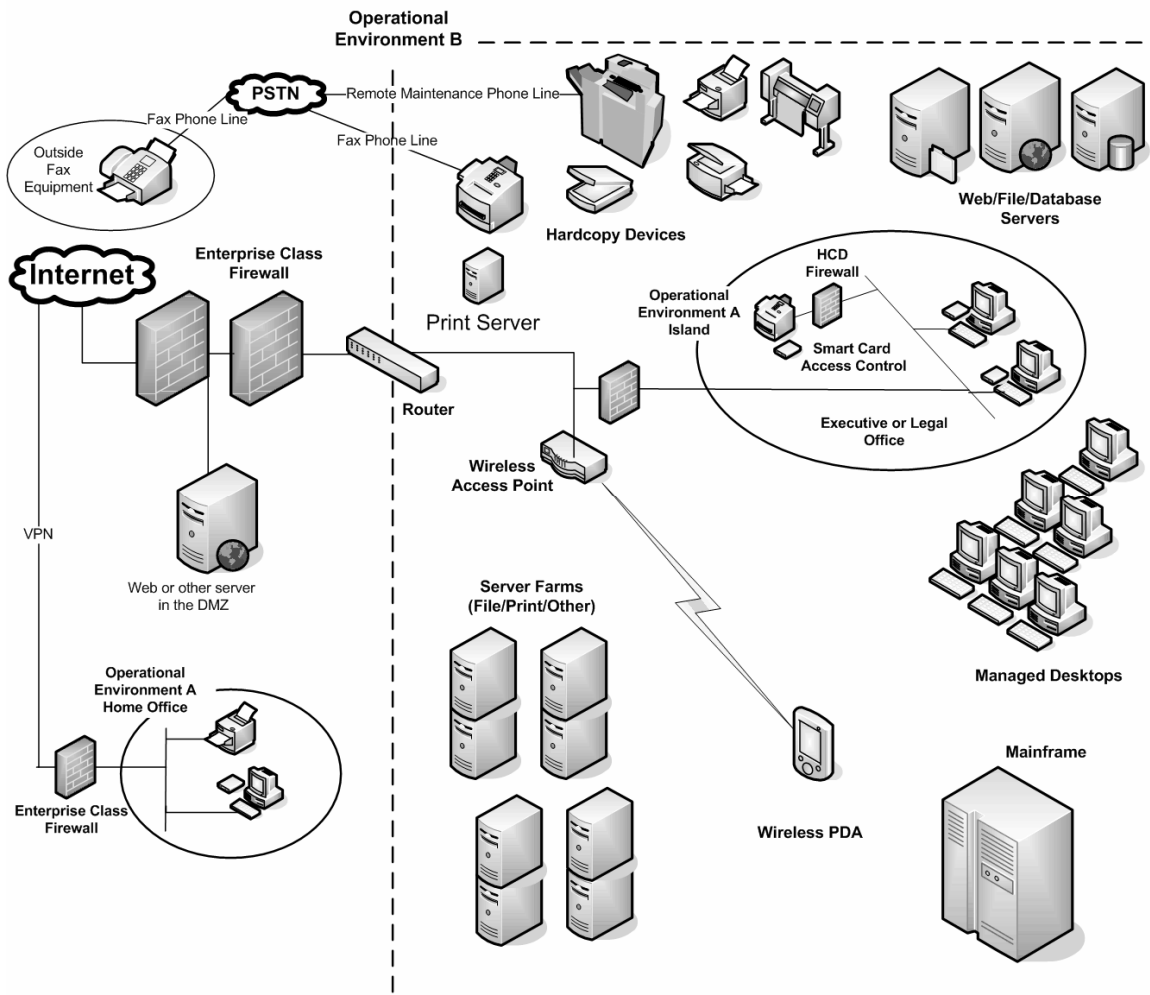 Operational
Environment B
PSTN
Remote Maintenance Phone Line
Fax Phone Line
Fax Phone Line
Outside
Fax
Equipment
Hardcopy Devices
Web/File/Database
Servers
Internet
Enterprise Class
Firewall
Print Server
HCD
Firewall
Operational
Environment A
Island
Smart Card
Access Control
Executive or Legal
Office
Router
Wireless
Access Point
VPN
Web or other server
in the DMZ
Server Farms
(File/Print/Other)
Managed Desktops
Operational
Environment A
Home Office
Enterprise Class
Firewall
Wireless PDA
Mainframe